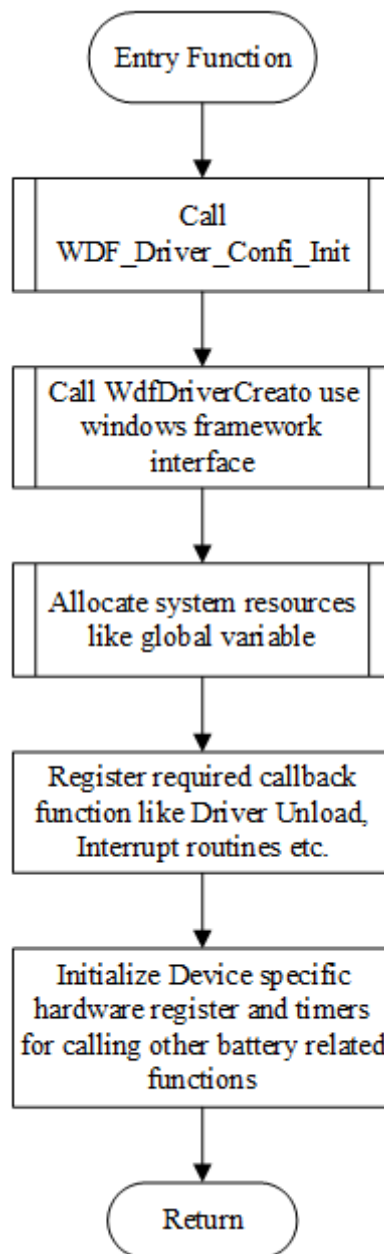 Entry Function
Call
WDF_Driver_Confi_Init
Call WdfDriverCreato use
windows framework
interface
Allocate system resources
like global variable
Register required callback
function like Driver Unload,
Interrupt routines etc.
Initialize Device specific
hardware register and timers
for calling other battery related
functions
Return